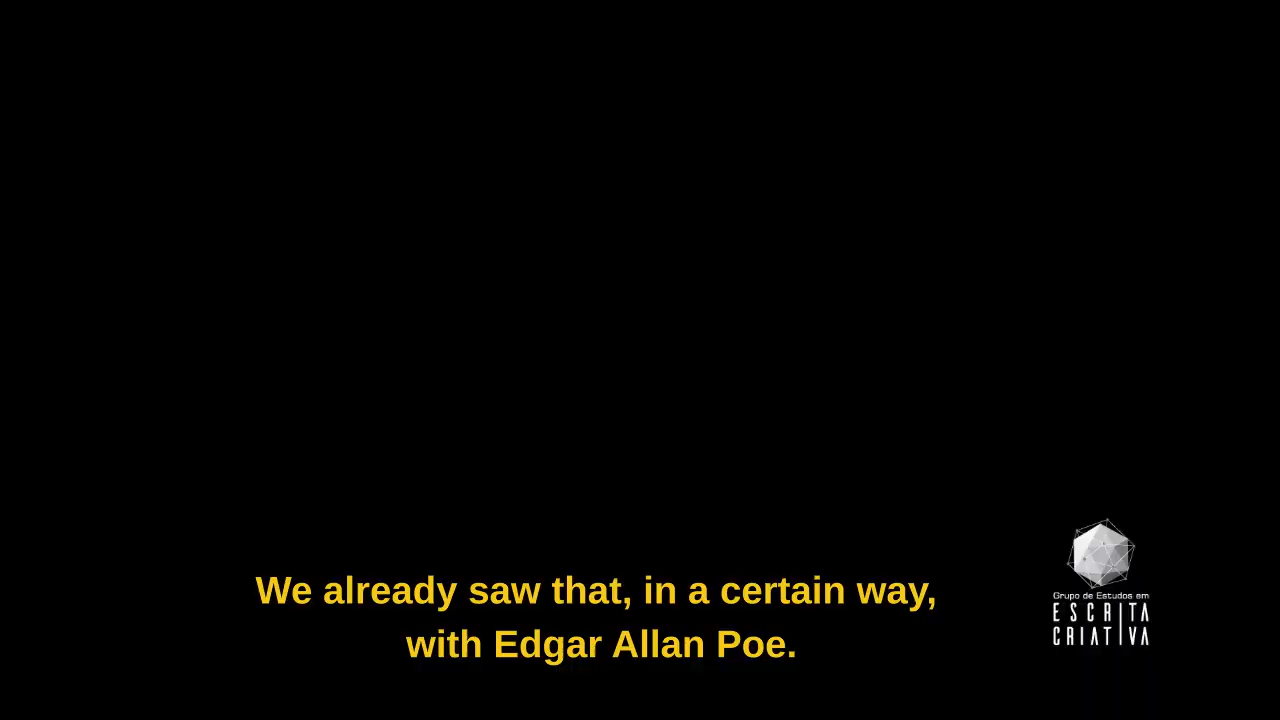 We already saw that, in a certain way,
with Edgar Allan Poe.
Grupo de Estudos em
ESCRITA
CRIATIVA